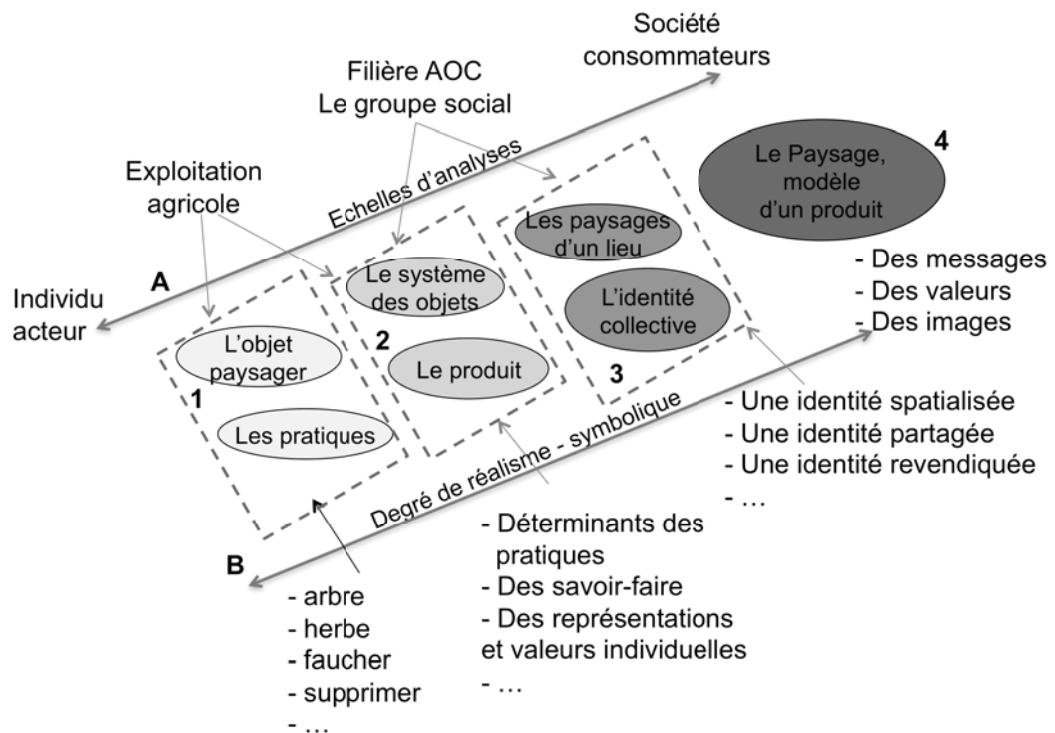 Société
consommateurs
Filière AOC
Le groupe social
Exploitation
agricole
Echelles d'analyses
A
Individu
acteur
1
L'objet
paysager
Les pratiques
2
Le système
des objets
Le produit
3
Les paysages
d'un lieu
L'identité
collective
4
Le Paysage,
modèle
d'un produit
- Des messages
- Des valeurs
- Des images
B
Degré de réalisme - symbolique
- arbre
- herbe
- faucher
- supprimer
- ...
- Déterminants des
pratiques
- Des savoir-faire
- Des représentations
et valeurs individuelles
- ...
- Une identité spatialisée
- Une identité partagée
- Une identité revendiquée
- ...